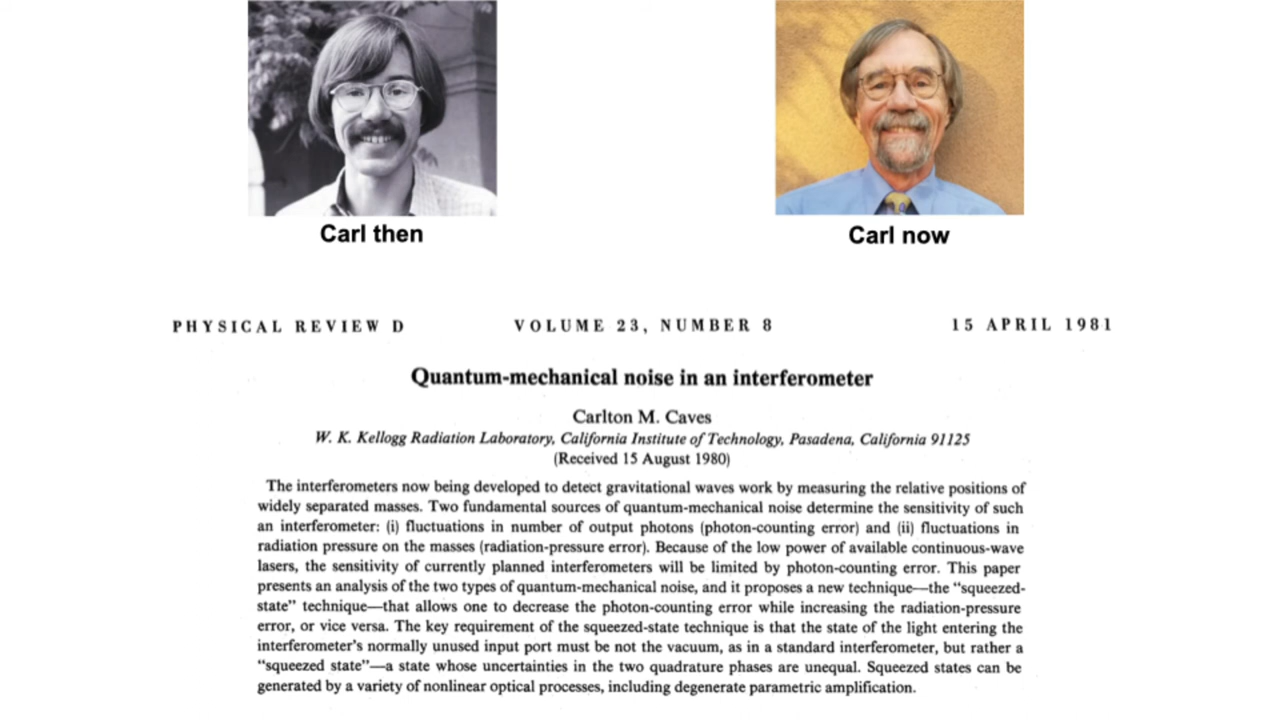 Carl then
Carl now
PHYSICAL REVIEW D VOLUME 23, NUMBER 8 15 APRIL 1981
Quantum-mechanical noise in an interferometer
Carlton M. Caves
W. K. Kellogg Radiation Laboratory, California Institute of Technology, Pasadena, California 91125
(Received 15 August 1980)
The interferometers now being developed to detect gravitational waves work by measuring the relative positions of
widely separated masses. Two fundamental sources of quantum-mechanical noise determine the sensitivity of such
an interferometer: (i) fluctuations in number of output photons (photon-counting error) and (ii) fluctuations in
radiation pressure on the masses (radiation-pressure error). Because of the low power of available continuous-wave
lasers, the sensitivity of currently planned interferometers will be limited by photon-counting error. This paper
presents an analysis of the two types of quantum-mechanical noise, and it proposes a new technique—the “squeezed-
state” technique—that allows one to decrease the photon-counting error while increasing the radiation-pressure
error, or vice versa. The key requirement of the squeezed-state technique is that the state of the light entering the
interferometer's normally unused input port must be not the vacuum, as in a standard interferometer, but rather a
“squeezed state”—a state whose uncertainties in the two quadrature phases are unequal. Squeezed states can be
generated by a variety of nonlinear optical processes, including degenerate parametric amplification.